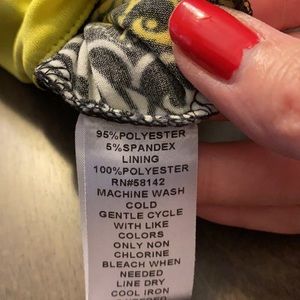 95%POLYESTER
5%SPANDEX
LINING
100%POLYESTER
RN#58142
MACHINE WASH
COLD
GENTLE CYCLE
WITH LIKE
COLORS
ONLY NON
CHLORINE
BLEACH WHEN
NEEDED
LINE DRY
COOL IRON